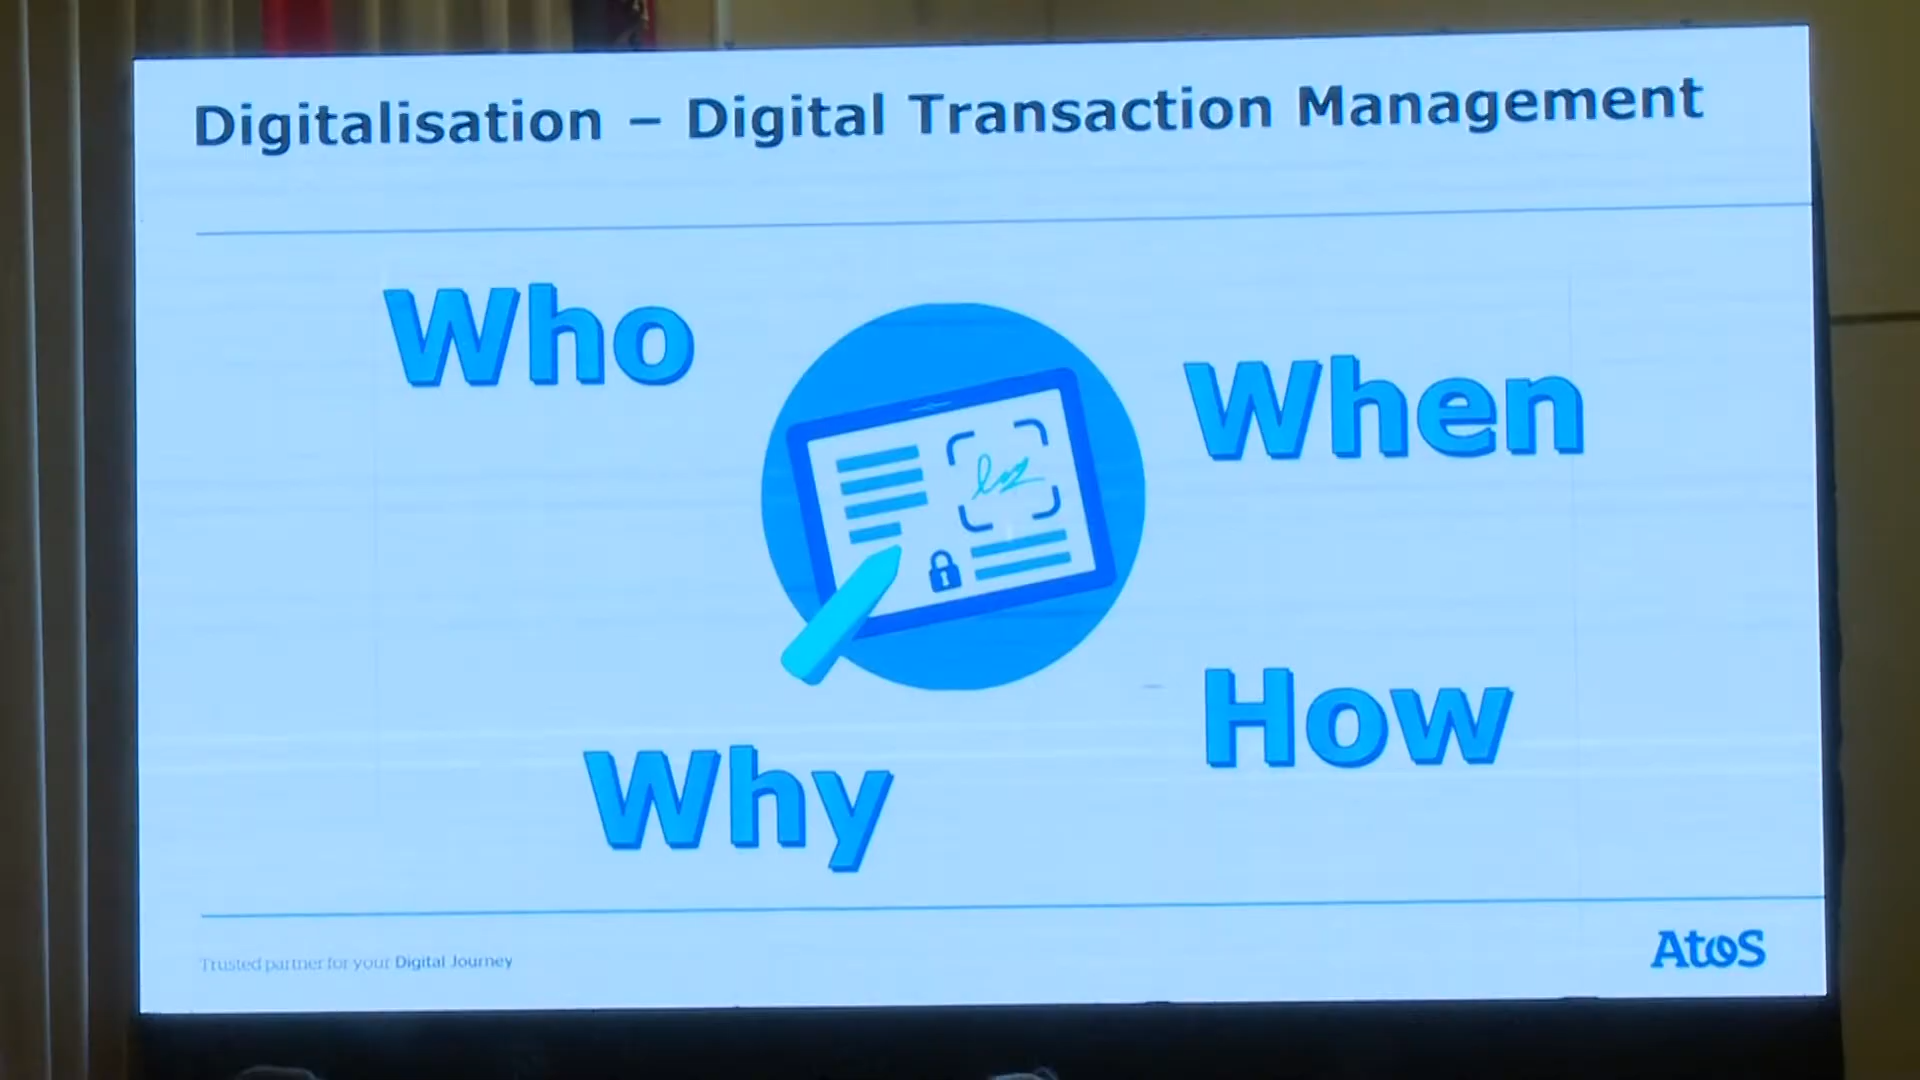 Digitalisation – Digital Transaction Management
Who
When
How
Why
Trusted partner for your Digital Journey
Atos